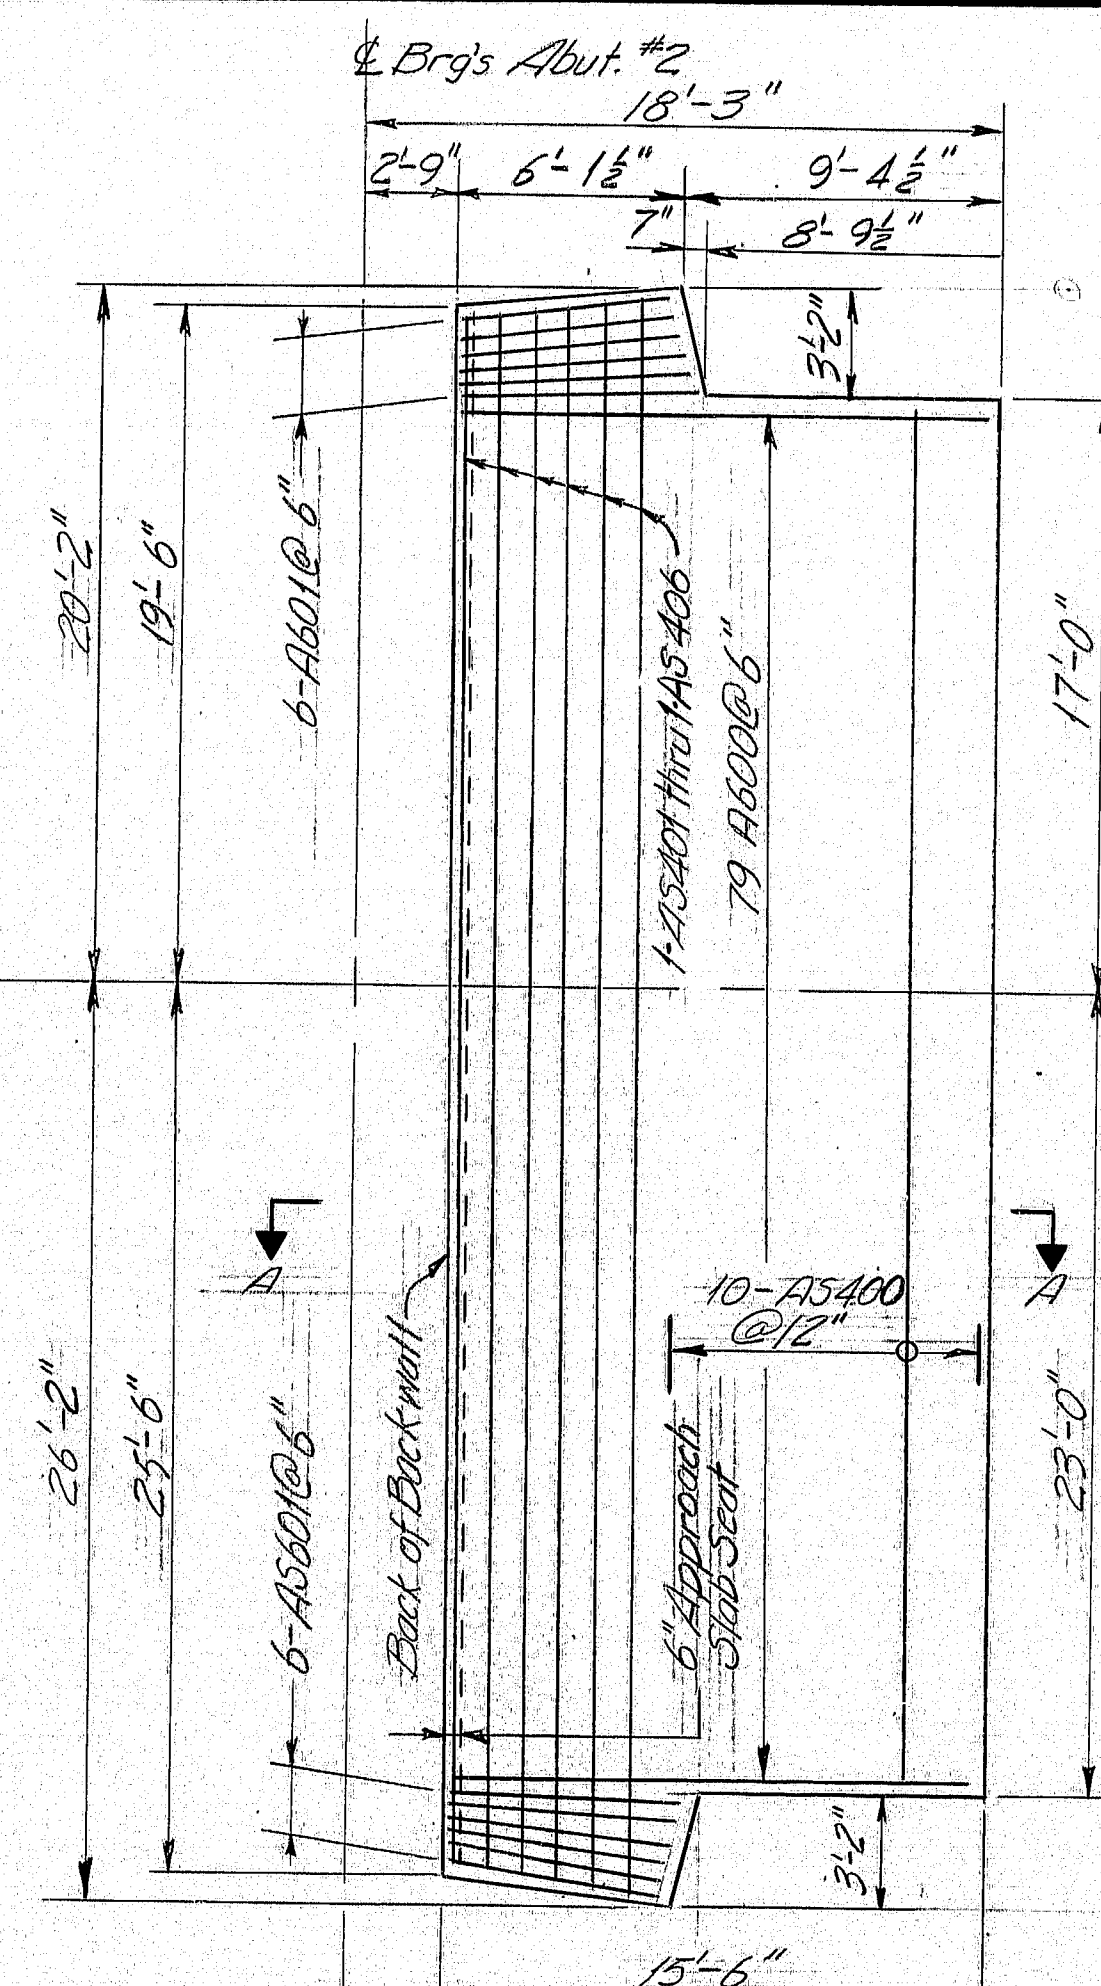 ℄ Brg's Abut. #2
18'-3"
2'-9"
6'-1½"
9'-4½"
7"
8'-9½"
3'-2"
20'-2"
19'-6"
6-A601@6"
1-AS401 thru 1-AS406
79 A600@6"
17'-0"
A
A
10-AS400
@12"
26'-2"
25'-6"
6-AS601@6"
Back of Backwall
6" Approach
Slab Seat
23'-0"
3'-2"
15'-6"